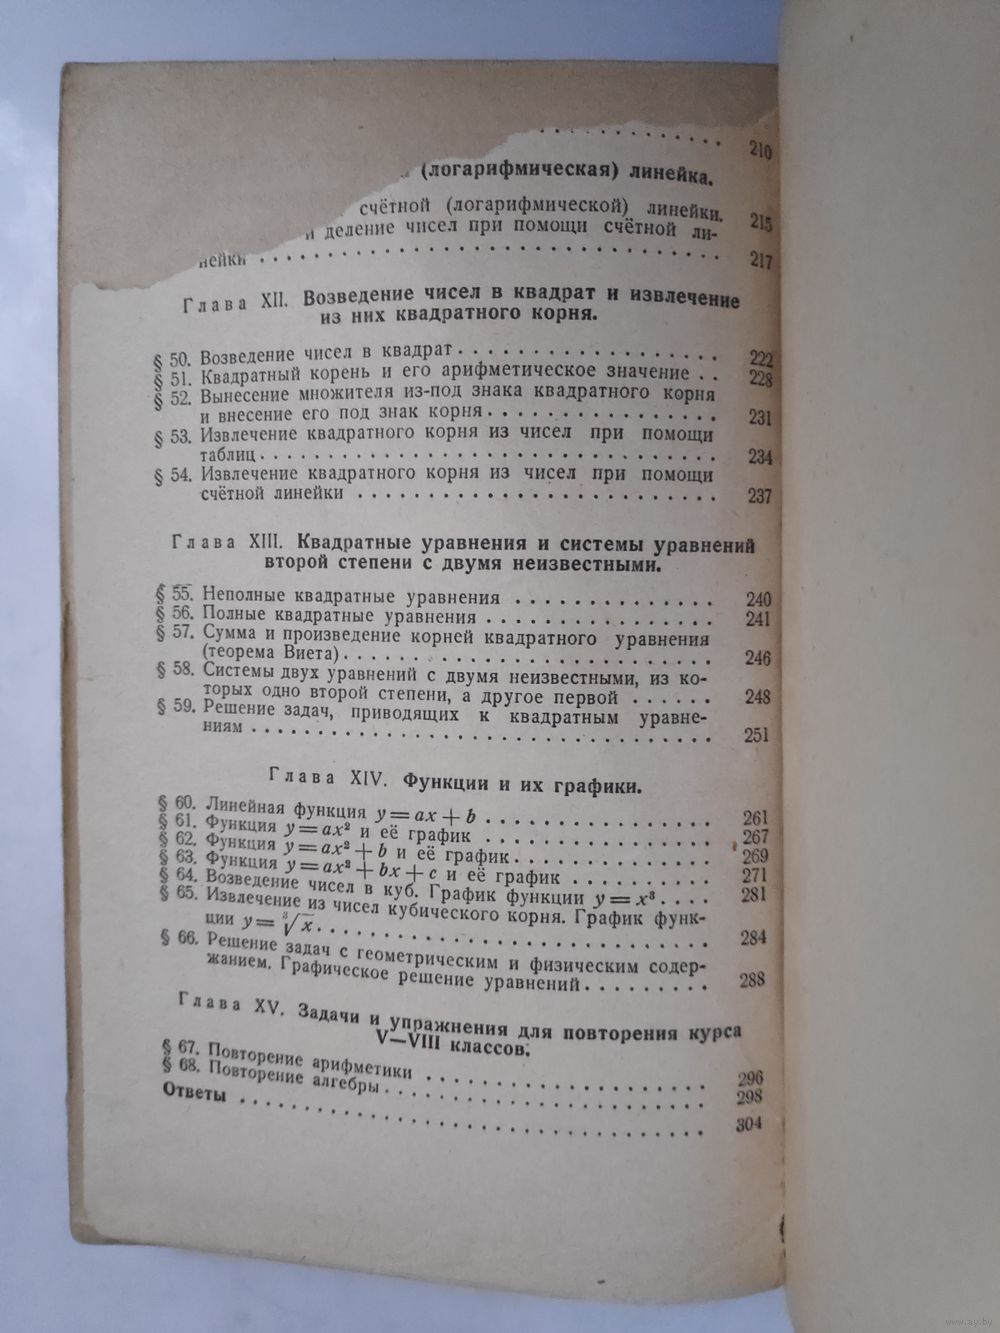 210
(логарифмическая) линейка.
счётной (логарифмической) линейки. 215
и деление чисел при помощи счётной ли-
нейки 217
Глава XII. Возведение чисел в квадрат и извлечение
из них квадратного корня.
§ 50. Возведение чисел в квадрат 222
§ 51. Квадратный корень и его арифметическое значение 228
§ 52. Вынесение множителя из-под знака квадратного корня
и внесение его под знак корня 231
§ 53. Извлечение квадратного корня из чисел при помощи
таблиц 234
§ 54. Извлечение квадратного корня из чисел при помощи
счётной линейки 237
Глава XIII. Квадратные уравнения и системы уравнений
второй степени с двумя неизвестными.
§ 55. Неполные квадратные уравнения 240
§ 56. Полные квадратные уравнения 241
§ 57. Сумма и произведение корней квадратного уравнения
(теорема Виета) 246
§ 58. Системы двух уравнений с двумя неизвестными, из ко-
торых одно второй степени, а другое первой 248
§ 59. Решение задач, приводящих к квадратным уравне-
ниям 251
Глава XIV. Функции и их графики.
§ 60. Линейная функция y = ax + b 261
§ 61. Функция y = ax² и её график 267
§ 62. Функция y = ax² + b и её график 269
§ 63. Функция y = ax² + bx + c и её график 271
§ 64. Возведение чисел в куб. График функции y = x³ 281
§ 65. Извлечение из чисел кубического корня. График функ-
ции y = ∛x 284
§ 66. Решение задач с геометрическим и физическим содер-
жанием. Графическое решение уравнений 288
Глава XV. Задачи и упражнения для повторения курса
V—VIII классов.
§ 67. Повторение арифметики 296
§ 68. Повторение алгебры 298
Ответы 304
www.ay.by